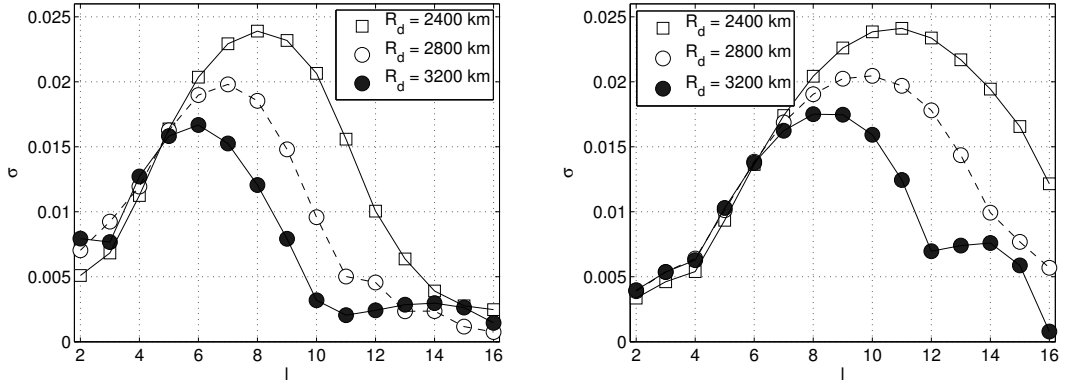 0.025
0.02
0.015
0.01
0.005
0
σ
2 4 6 8 10 12 14 16
l
R_d = 2400 km
R_d = 2800 km
R_d = 3200 km
0.025
0.02
0.015
0.01
0.005
0
σ
2 4 6 8 10 12 14 16
l
R_d = 2400 km
R_d = 2800 km
R_d = 3200 km